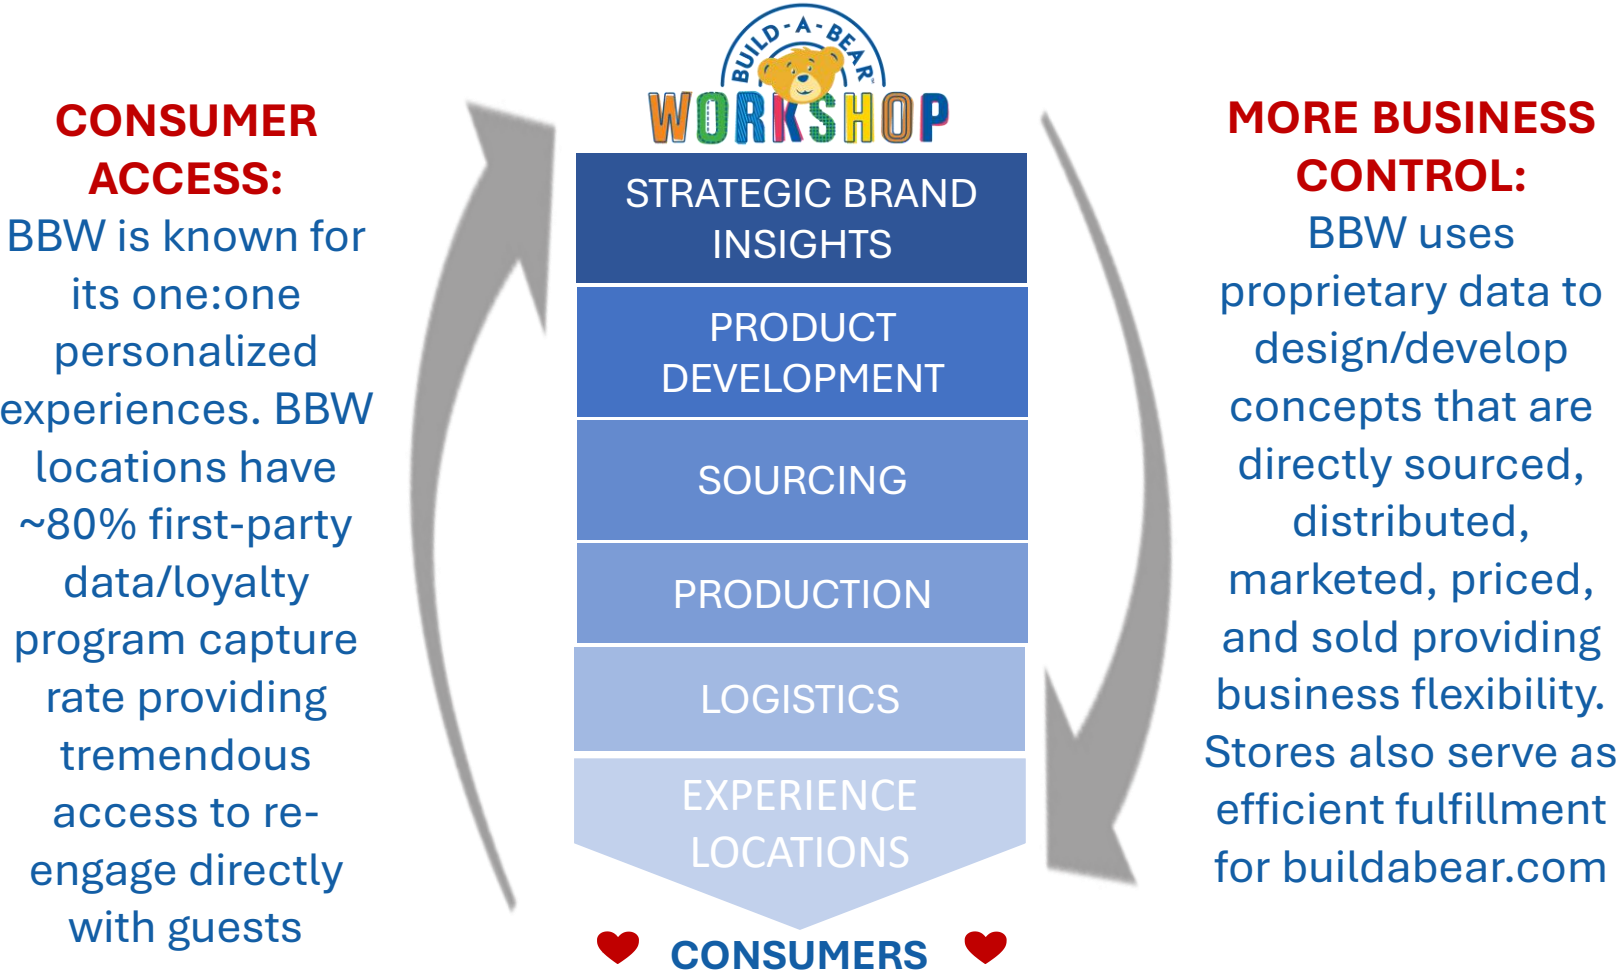 CONSUMER
ACCESS:
BBW is known for
its one:one
personalized
experiences. BBW
locations have
~80% first-party
data/loyalty
program capture
rate providing
tremendous
access to re-
engage directly
with guests
BUILD-A-BEAR
WORKSHOP
STRATEGIC BRAND
INSIGHTS
PRODUCT
DEVELOPMENT
SOURCING
PRODUCTION
LOGISTICS
EXPERIENCE
LOCATIONS
CONSUMERS
MORE BUSINESS
CONTROL:
BBW uses
proprietary data to
design/develop
concepts that are
directly sourced,
distributed,
marketed, priced,
and sold providing
business flexibility.
Stores also serve as
efficient fulfillment
for buildabear.com